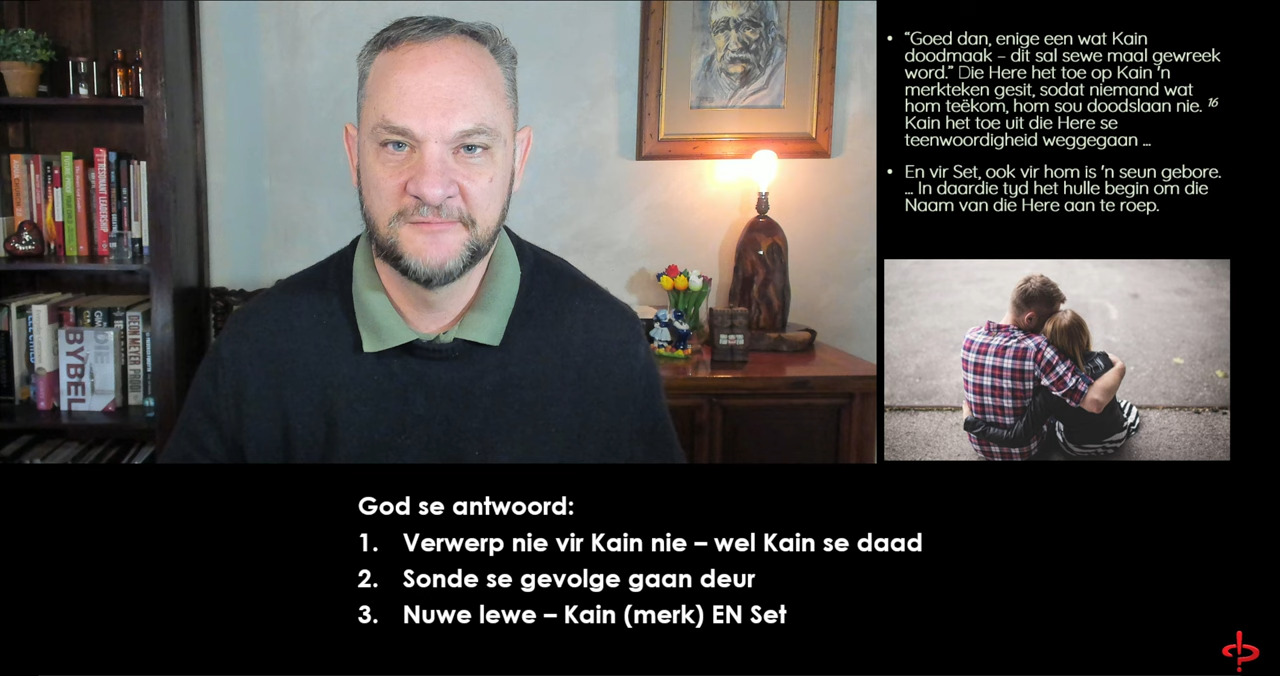 • “Goed dan, enige een wat Kain
doodmaak – dit sal sewe maal gewreek
word.” Die Here het toe op Kain ’n
merkteken gesit, sodat niemand wat
hom teëkom, hom sou doodslaan nie. 16
Kain het toe uit die Here se
teenwoordigheid weggegaan ...
• En vir Set, ook vir hom is ’n seun gebore.
... In daardie tyd het hulle begin om die
Naam van die Here aan te roep.
RESONANT LEADERSHIP
DIE
BYBEL
God se antwoord:
1. Verwerp nie vir Kain nie – wel Kain se daad
2. Sonde se gevolge gaan deur
3. Nuwe lewe – Kain (merk) EN Set